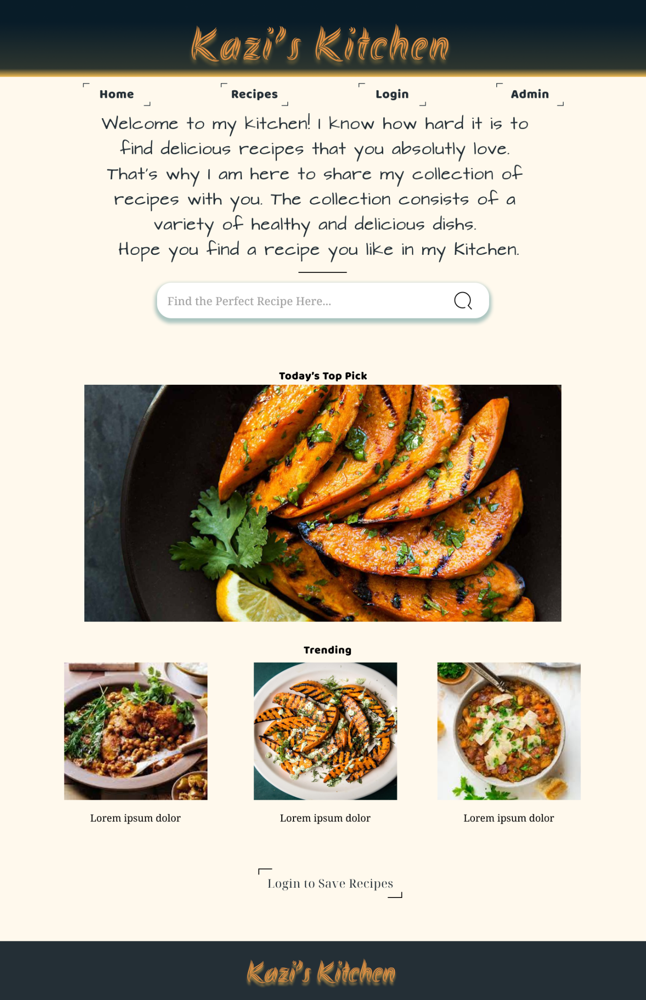 Kazi's Kitchen
Home Recipes Login Admin
Welcome to my kitchen! I know how hard it is to
find delicious recipes that you absolutly love.
That's why I am here to share my collection of
recipes with you. The collection consists of a
variety of healthy and delicious dishs.
Hope you find a recipe you like in my Kitchen.
Find the Perfect Recipe Here...
Today's Top Pick
Trending
Lorem ipsum dolor Lorem ipsum dolor Lorem ipsum dolor
Login to Save Recipes
Kazi's Kitchen